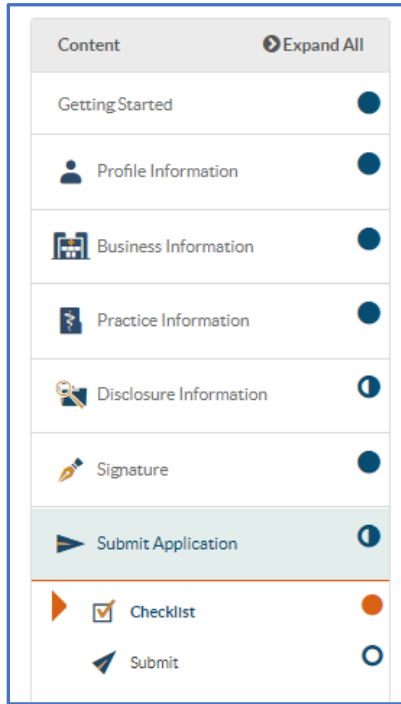 Content Expand All
Getting Started
Profile Information
Business Information
Practice Information
Disclosure Information
Signature
Submit Application
Checklist
Submit